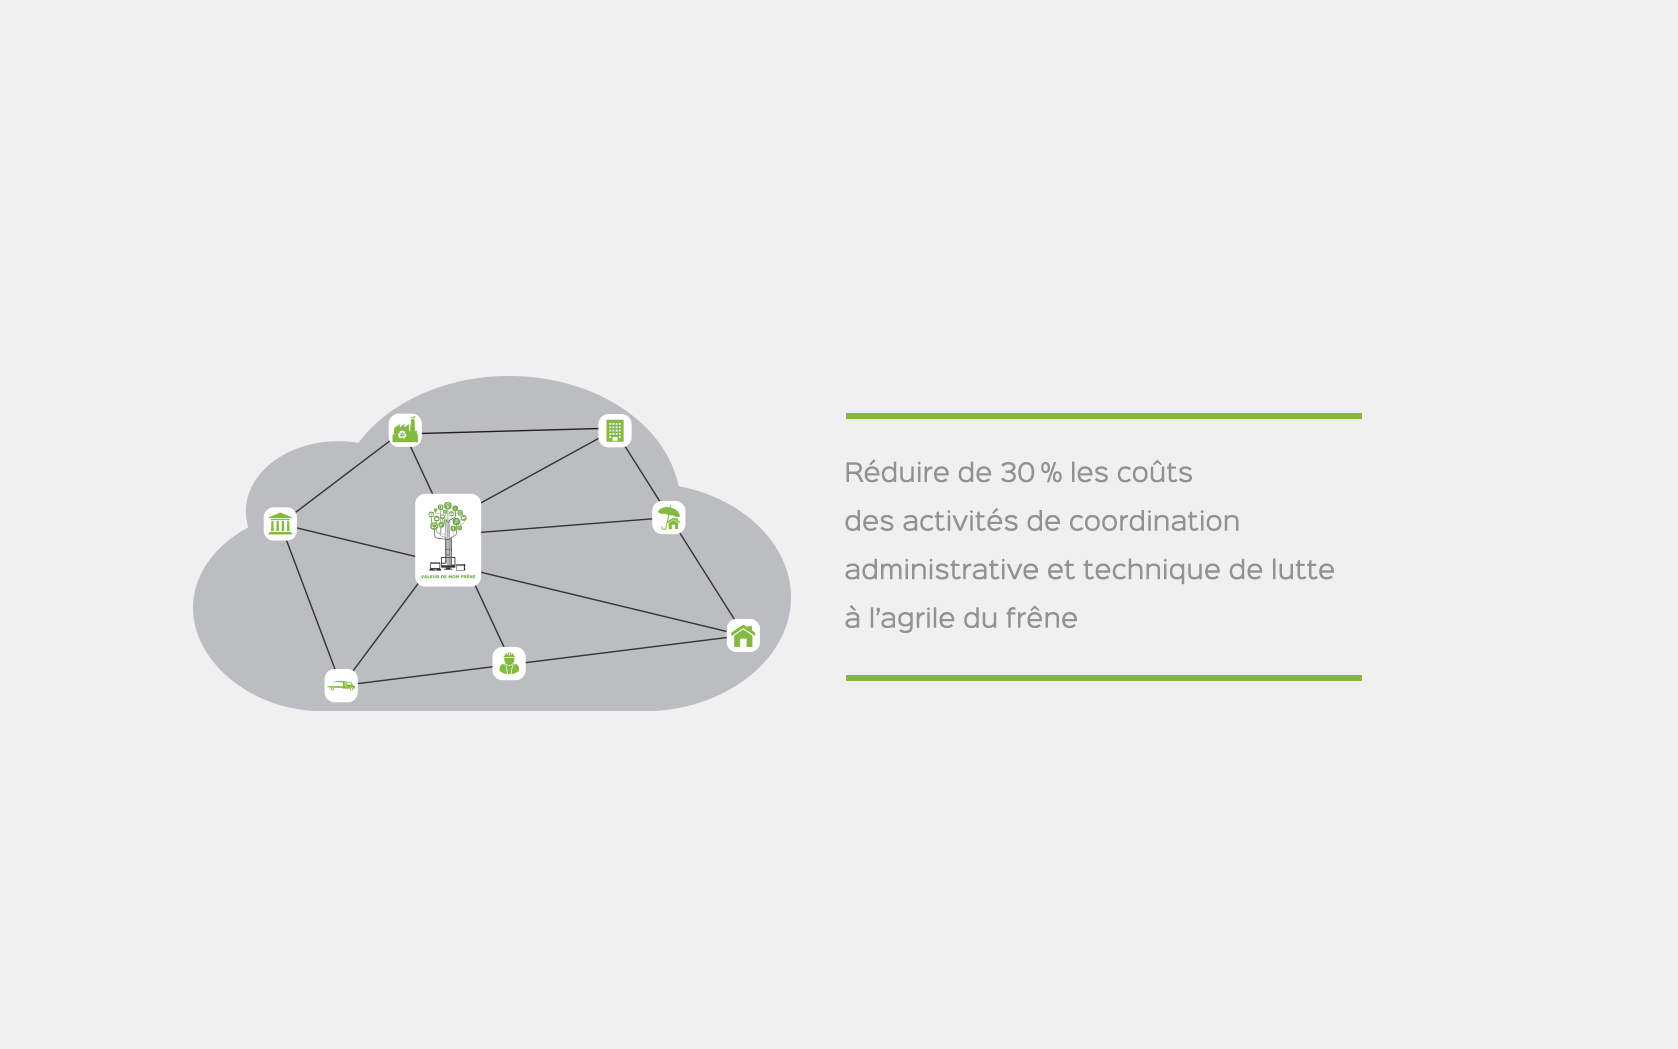 VALEUR DE MON FRÊNE
Réduire de 30 % les coûts
des activités de coordination
administrative et technique de lutte
à l’agrile du frêne